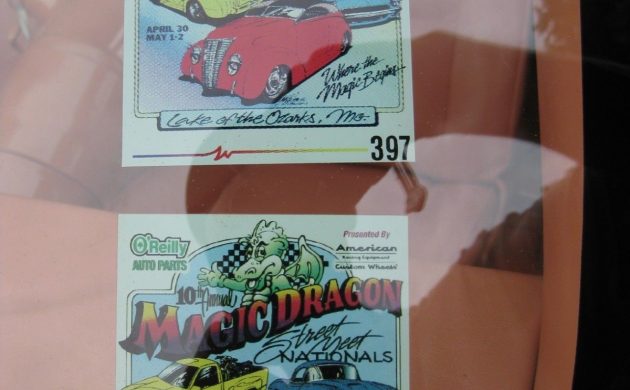 APRIL 30
MAY 1-2
Where the
Magic Begins
Lake of the Ozarks, Mo.
397
O'Reilly
AUTO PARTS
Presented By
American
Racing Equipment
Custom Wheels
10th Annual
MAGIC DRAGON
Street Meet
NATIONALS